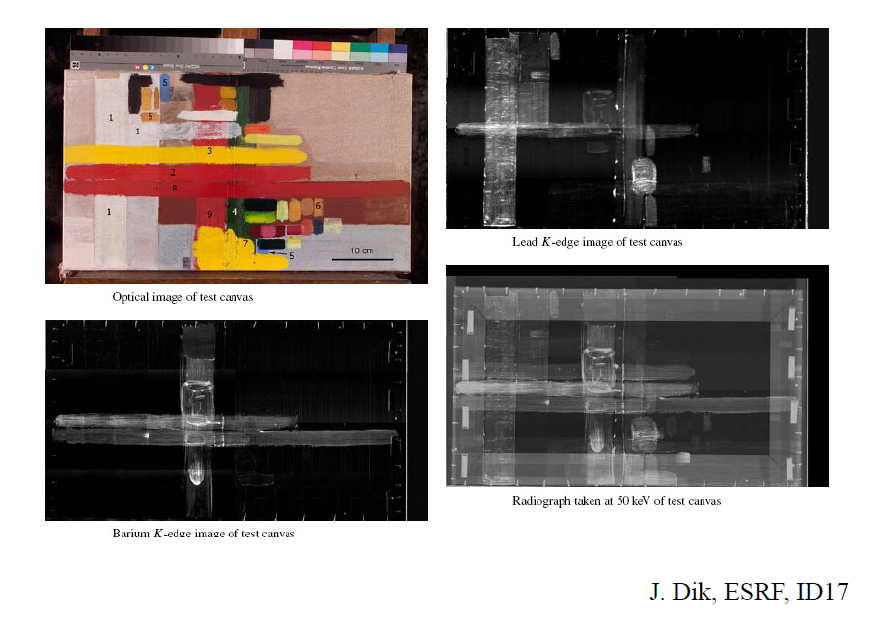 1
5
5
1
3
2
8
1
9
4
6
7
5
10 cm
Optical image of test canvas
Lead K-edge image of test canvas
Barium K-edge image of test canvas
Radiograph taken at 50 keV of test canvas
J. Dik, ESRF, ID17